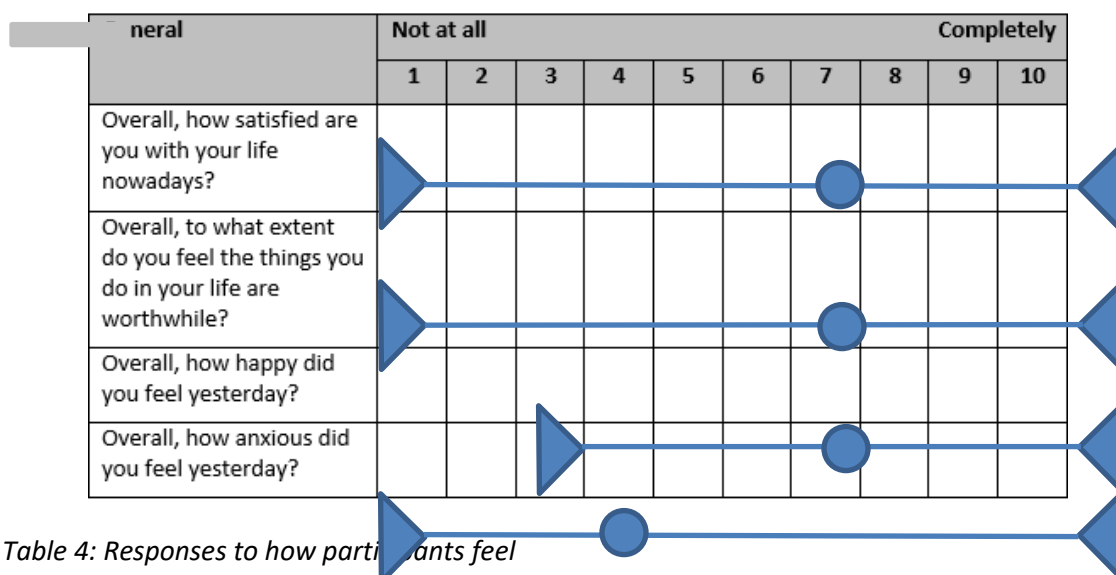 neral
Not at all Completely
1 2 3 4 5 6 7 8 9 10
Overall, how satisfied are
you with your life
nowadays?
Overall, to what extent
do you feel the things you
do in your life are
worthwhile?
Overall, how happy did
you feel yesterday?
Overall, how anxious did
you feel yesterday?
Table 4: Responses to how feel